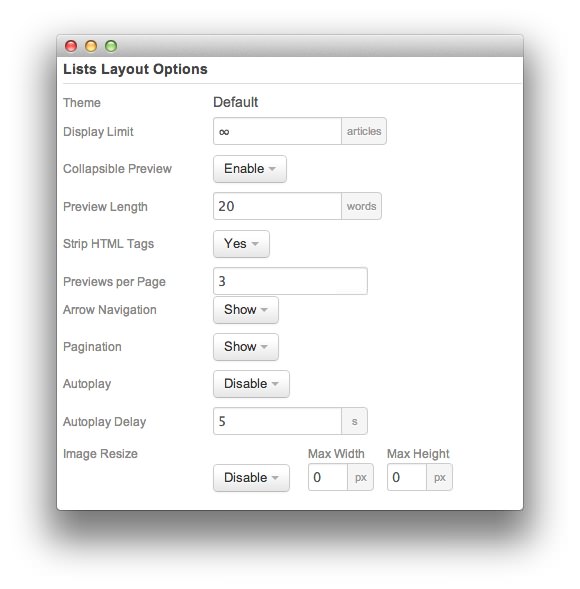 Lists Layout Options
Theme Default
Display Limit ∞ articles
Collapsible Preview Enable
Preview Length 20 words
Strip HTML Tags Yes
Previews per Page 3
Arrow Navigation Show
Pagination Show
Autoplay Disable
Autoplay Delay 5 s
Image Resize Max Width Max Height
Disable 0 px 0 px